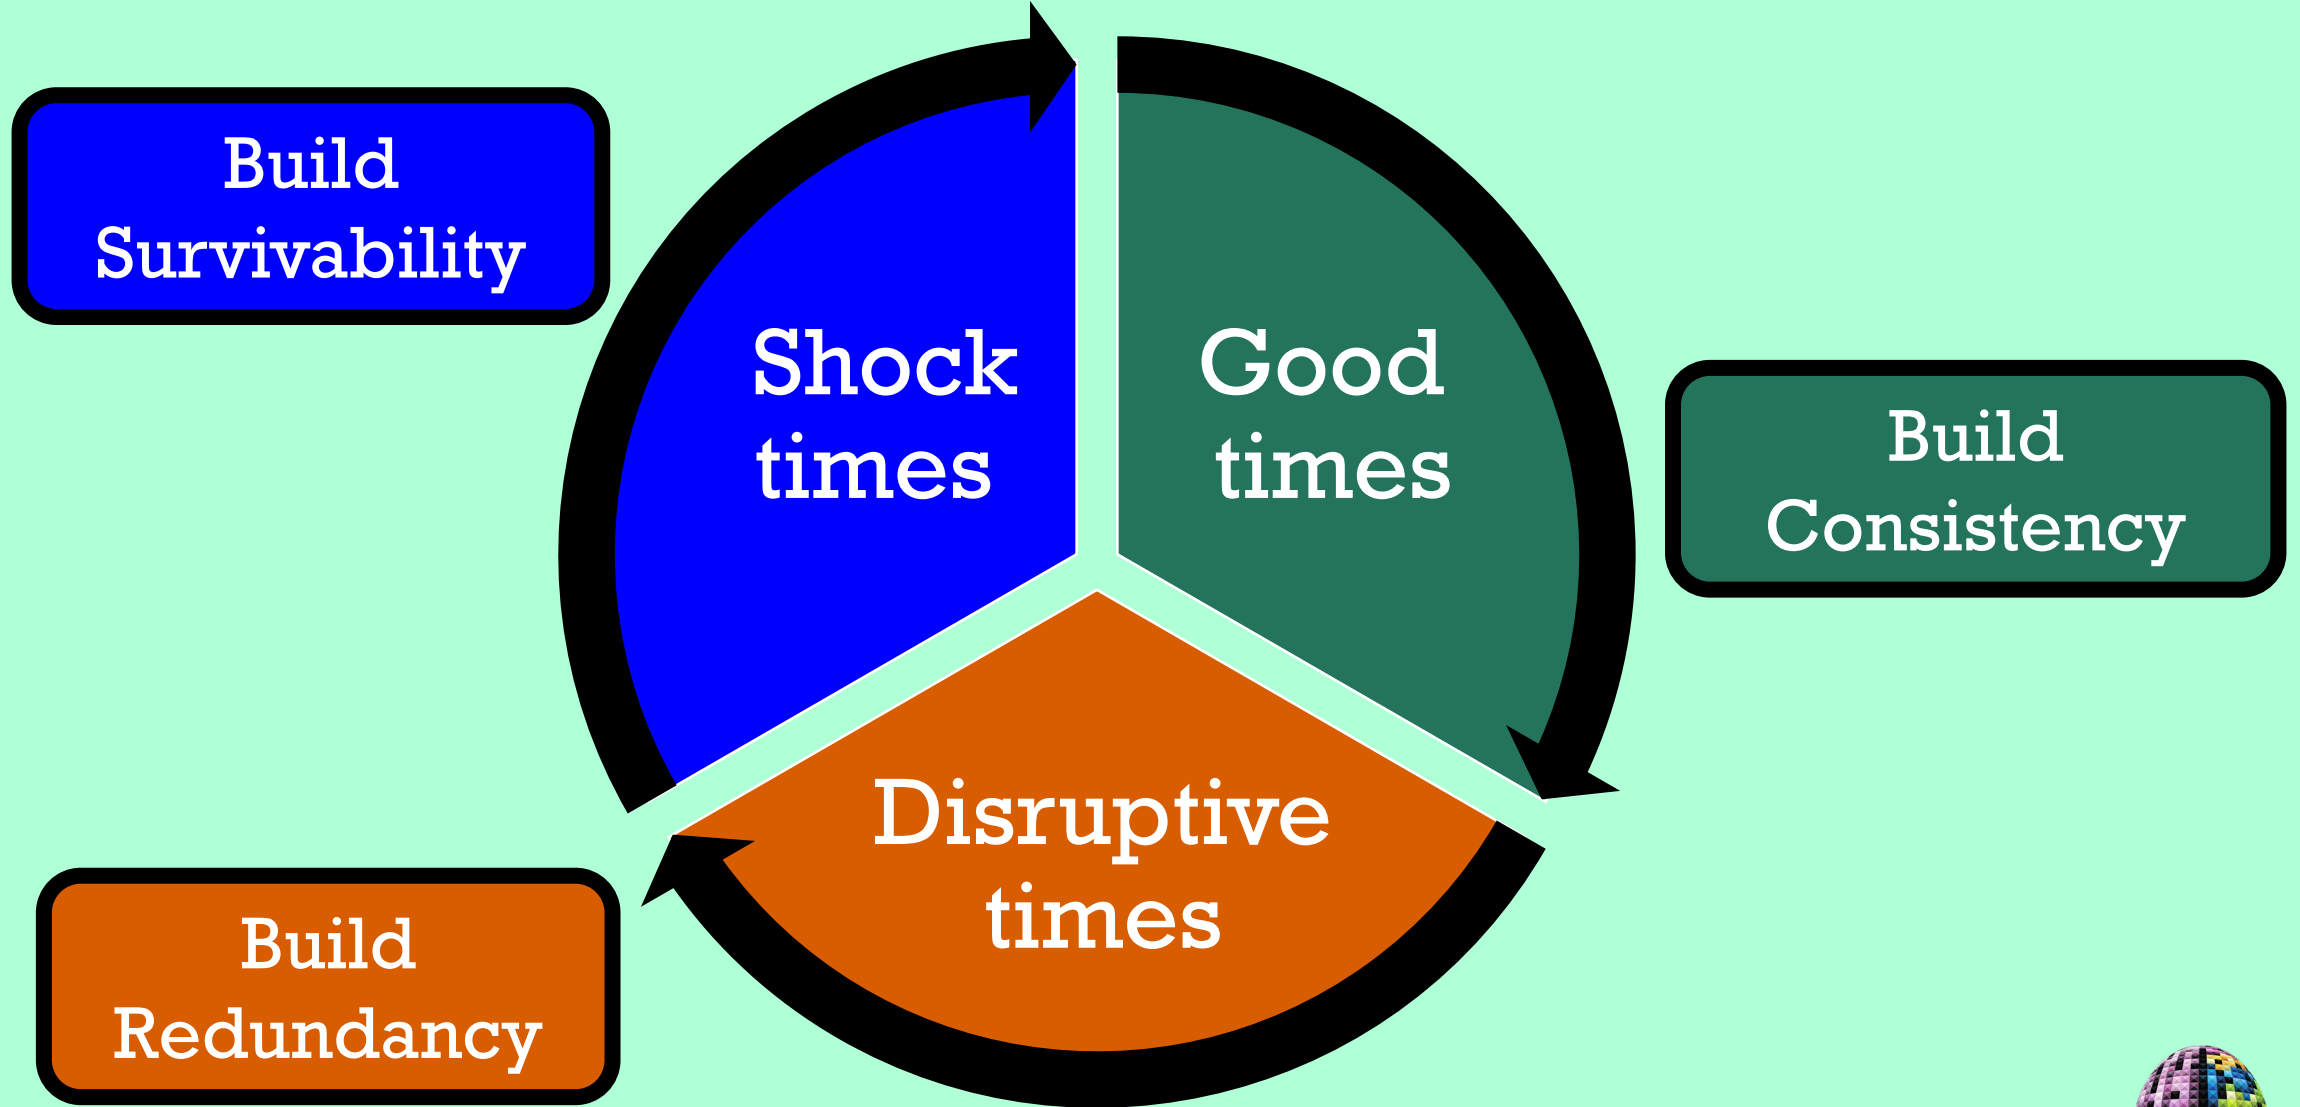 Build
Survivability
Shock
times
Good
times
Build
Consistency
Disruptive
times
Build
Redundancy